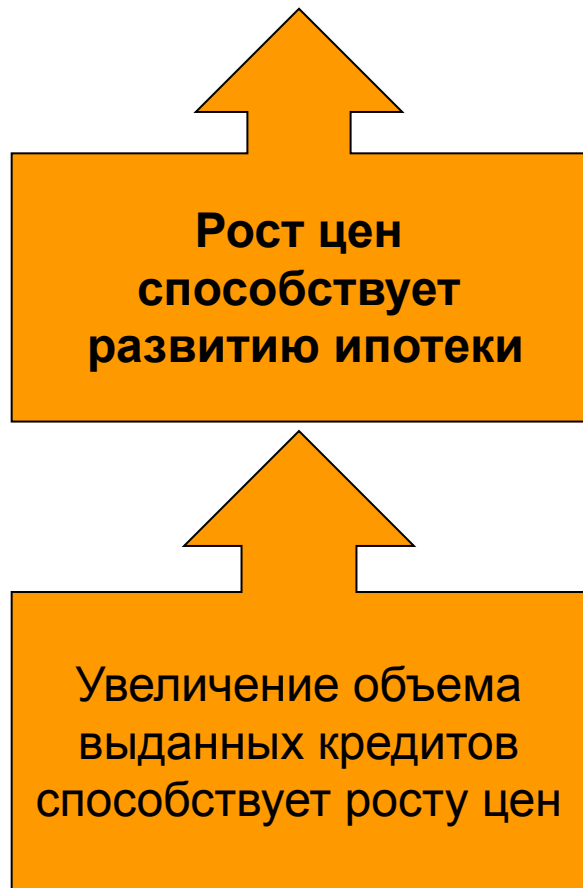 Рост цен
способствует
развитию ипотеки
Увеличение объема
выданных кредитов
способствует росту цен